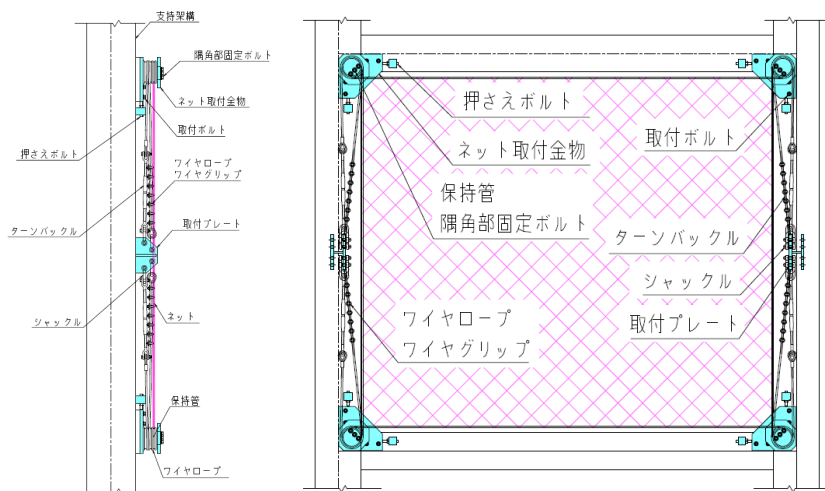 支持架構
隅角部固定ボルト
ネット取付金物
取付ボルト
押さえボルト
ワイヤロープ
ワイヤグリップ
ターンバックル
取付プレート
シャックル
ネット
保持管
ワイヤロープ
押さえボルト
ネット取付金物
保持管
隅角部固定ボルト
取付ボルト
ターンバックル
シャックル
取付プレート
ワイヤロープ
ワイヤグリップ